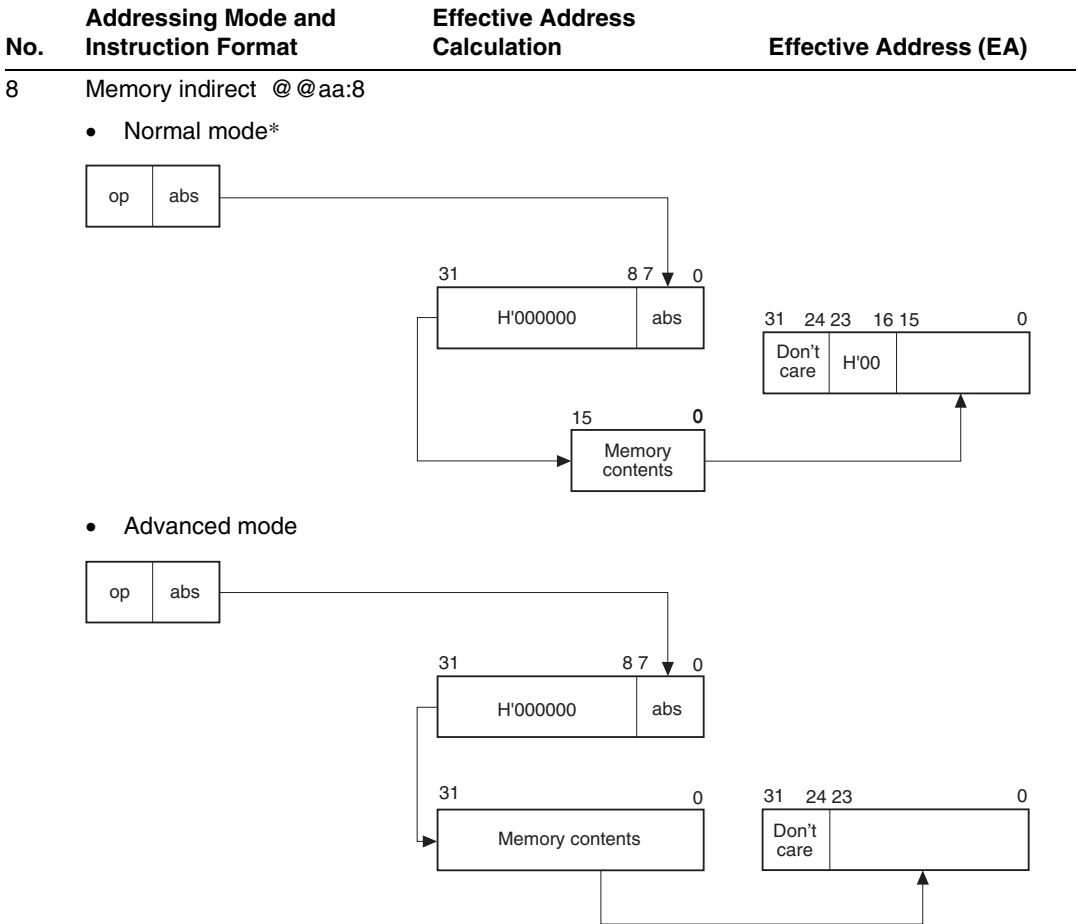 No. Addressing Mode and Instruction Format Effective Address Calculation Effective Address (EA)
8 Memory indirect @@aa:8
• Normal mode*
op abs
31 8 7 0
H'000000 abs
31 24 23 16 15 0
Don't care H'00
15 0
Memory contents
• Advanced mode
op abs
31 8 7 0
H'000000 abs
31 0
Memory contents
31 24 23 0
Don't care